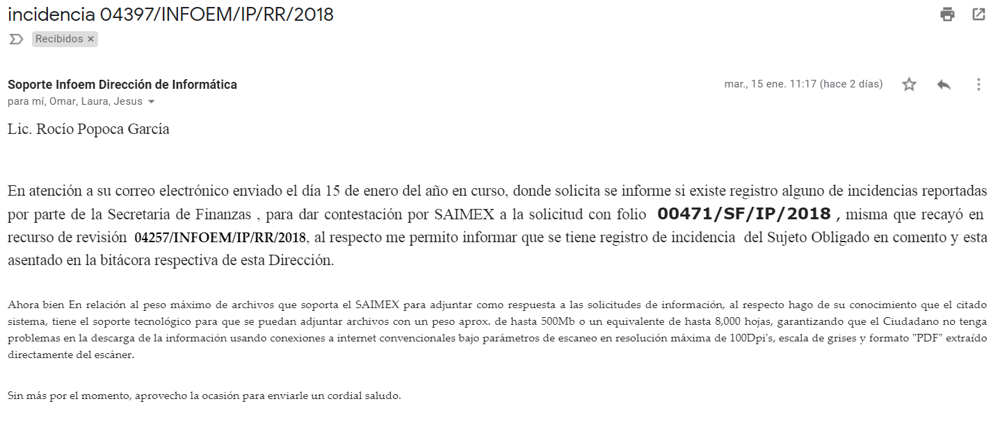 incidencia 04397/INFOEM/IP/RR/2018
Recibidos ×
Soporte Infoem Dirección de Informática
mar., 15 ene. 11:17 (hace 2 días)
para mí, Omar, Laura, Jesus
Lic. Rocío Popoca García
En atención a su correo electrónico enviado el día 15 de enero del año en curso, donde solicita se informe si existe registro alguno de incidencias reportadas
por parte de la Secretaria de Finanzas , para dar contestación por SAIMEX a la solicitud con folio 00471/SF/IP/2018 , misma que recayó en
recurso de revisión 04257/INFOEM/IP/RR/2018, al respecto me permito informar que se tiene registro de incidencia del Sujeto Obligado en comento y esta
asentado en la bitácora respectiva de esta Dirección.
Ahora bien En relación al peso máximo de archivos que soporta el SAIMEX para adjuntar como respuesta a las solicitudes de información, al respecto hago de su conocimiento que el citado
sistema, tiene el soporte tecnológico para que se puedan adjuntar archivos con un peso aprox. de hasta 500Mb o un equivalente de hasta 8,000 hojas, garantizando que el Ciudadano no tenga
problemas en la descarga de la información usando conexiones a internet convencionales bajo parámetros de escaneo en resolución máxima de 100Dpi's, escala de grises y formato "PDF" extraído
directamente del escáner.
Sin más por el momento, aprovecho la ocasión para enviarle un cordial saludo.